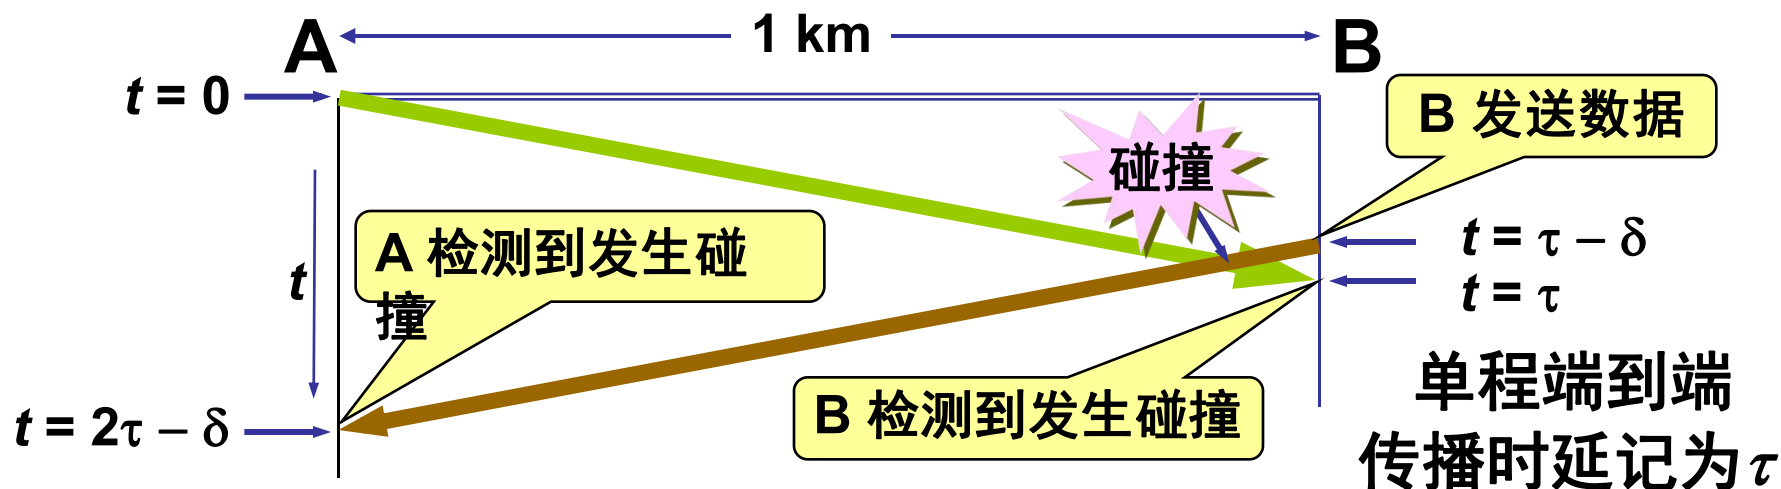 A
1 km
B
t = 0
B 发送数据
碰撞
A 检测到发生碰
撞
t = τ – δ
t
t = τ
单程端到端
B 检测到发生碰撞
t = 2τ – δ
传播时延记为τ